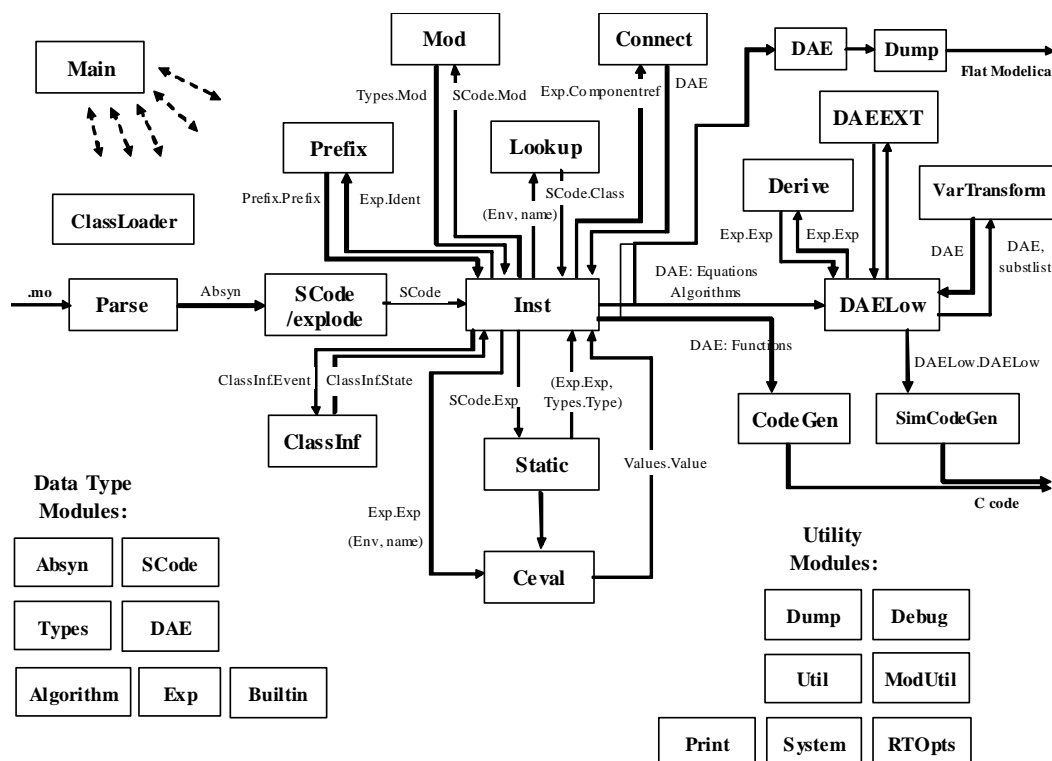 Main
Mod
Connect
DAE
Dump
Flat Modelica
Types.Mod
SCode.Mod
Exp.Componentref
DAE
DAEEXT
Prefix
Lookup
Derive
VarTransform
Prefix.Prefix
Exp.Ident
SCode.Class
(Env, name)
ClassLoader
Exp.Exp
Exp.Exp
DAE
DAE,
substlist
.mo
Parse
Absyn
SCode
/explode
SCode
Inst
DAE: Equations
Algorithms
DAELow
DAE: Functions
DAELow.DAELow
ClassInf.Event
ClassInf.State
SCode.Exp
(Exp.Exp,
Types.Type)
ClassInf
Static
Values.Value
CodeGen
SimCodeGen
C code
Data Type
Modules:
Exp.Exp
(Env, name)
Ceval
Utility
Modules:
Absyn
SCode
Types
DAE
Algorithm
Exp
Builtin
Dump
Debug
Util
ModUtil
Print
System
RTOpts